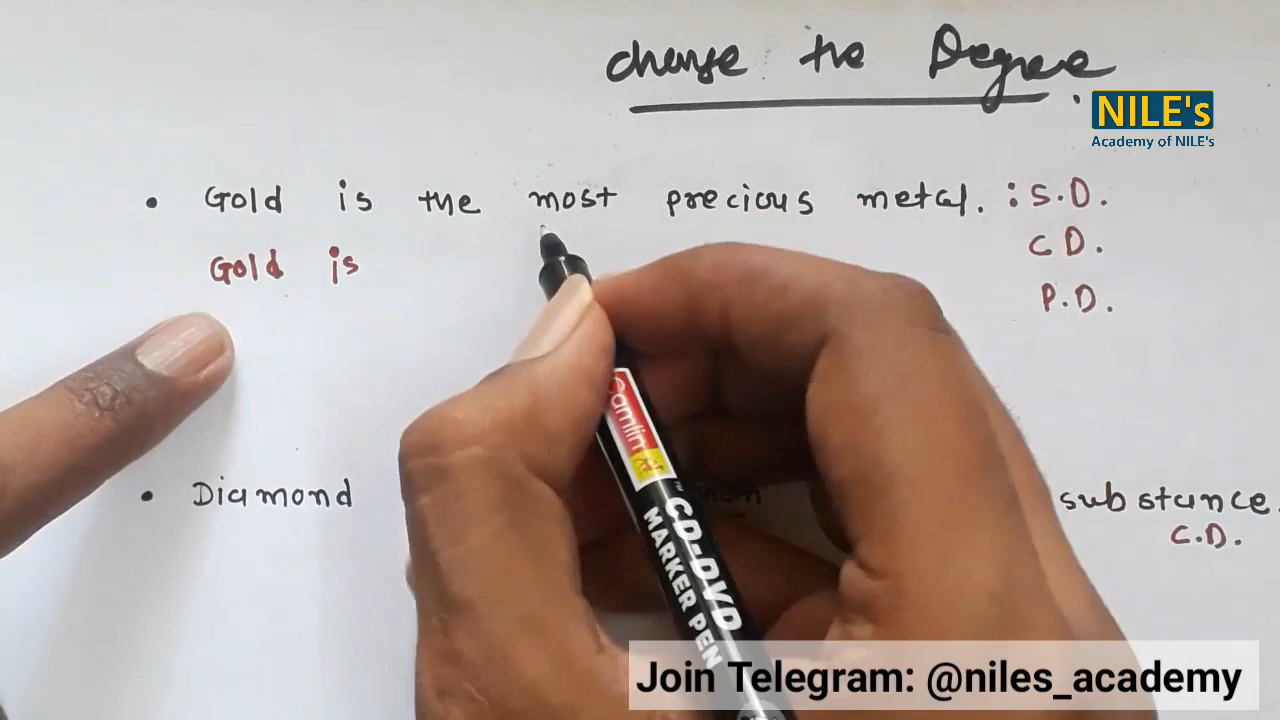 change the Degree.
NILE's
Academy of NILE's
• Gold is the most precious metal. : S.D.
Gold is C D.
P.D.
• Diamond substance.
C.D.
Camlin
CD-DVD
MARKER PEN
Join Telegram: @niles_academy